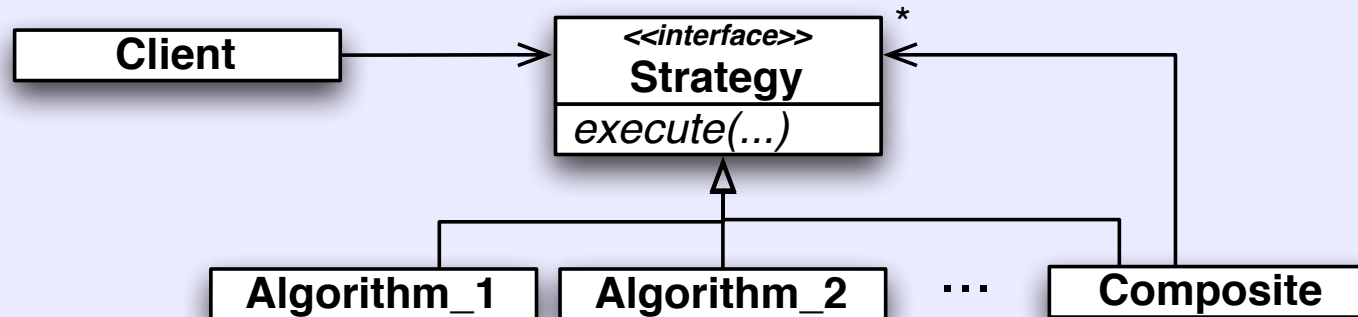 *
Client
<<interface>>
Strategy
execute(...)
Algorithm_1
Algorithm_2
...
Composite